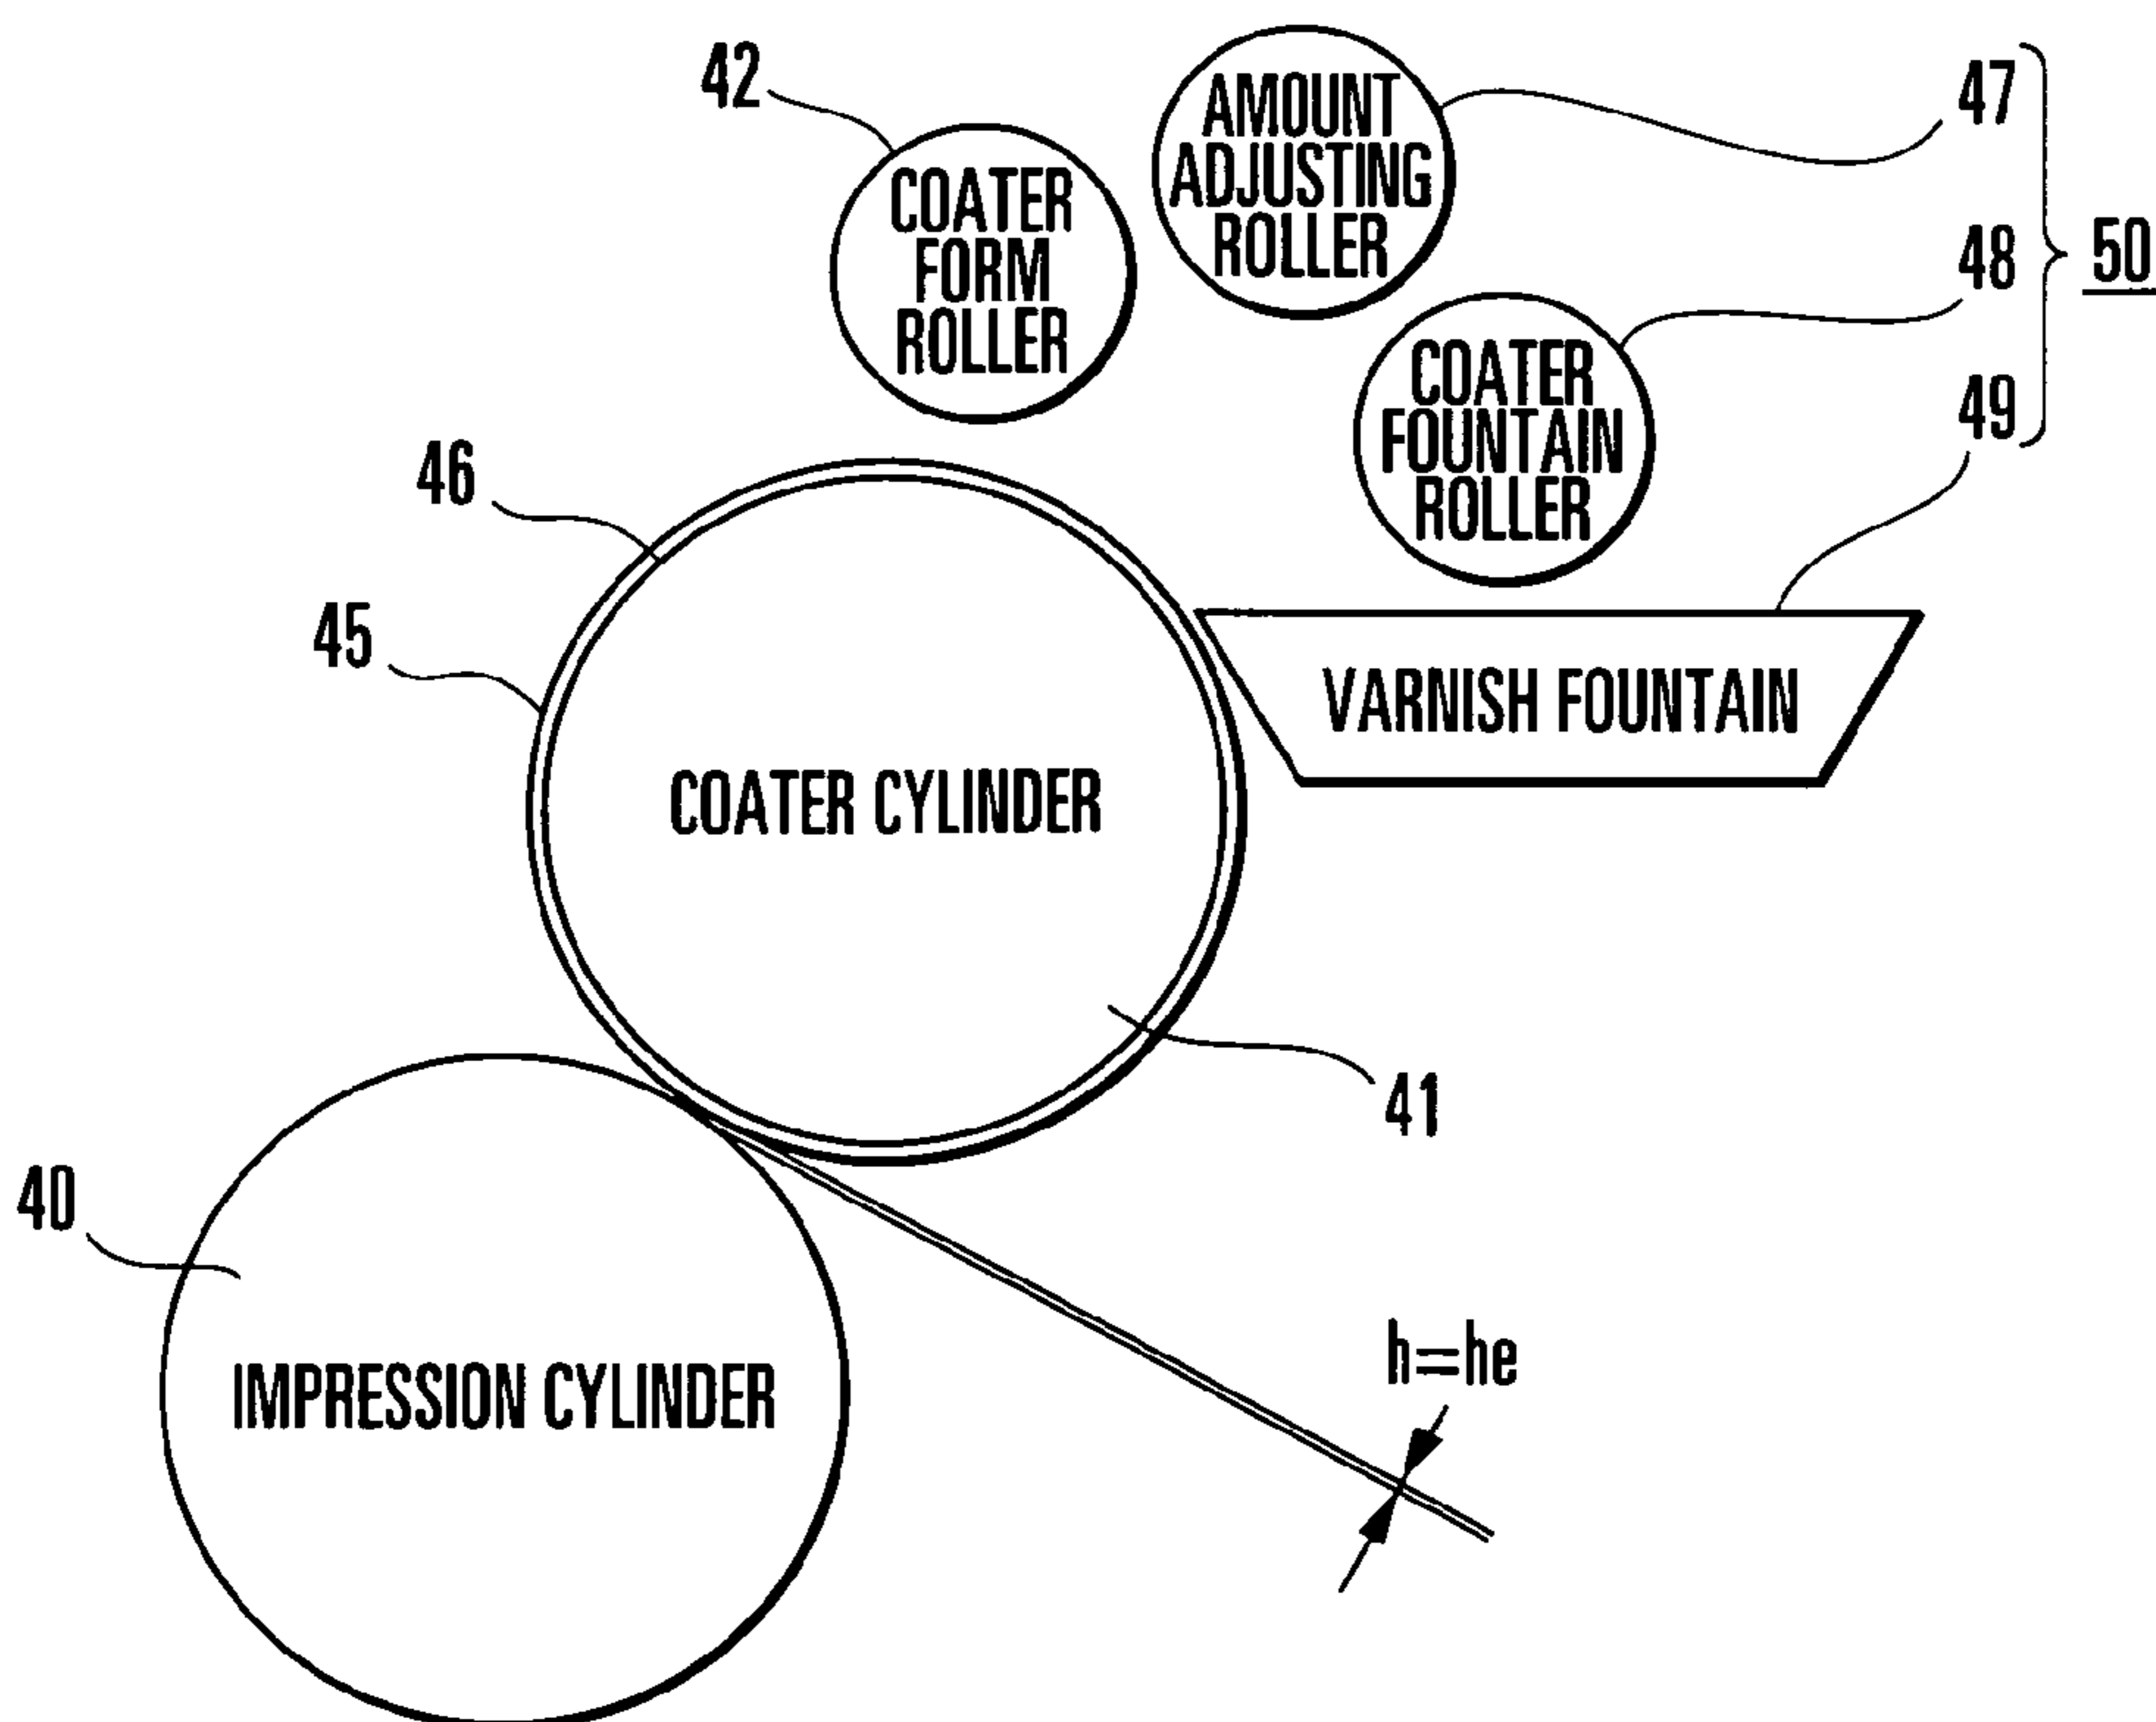 42
COATER
FORM
ROLLER
AMOUNT
ADJUSTING
ROLLER
47
48
49
50
COATER
FOUNTAIN
ROLLER
46
45
VARNISH FOUNTAIN
COATER CYLINDER
41
40
IMPRESSION CYLINDER
h=he